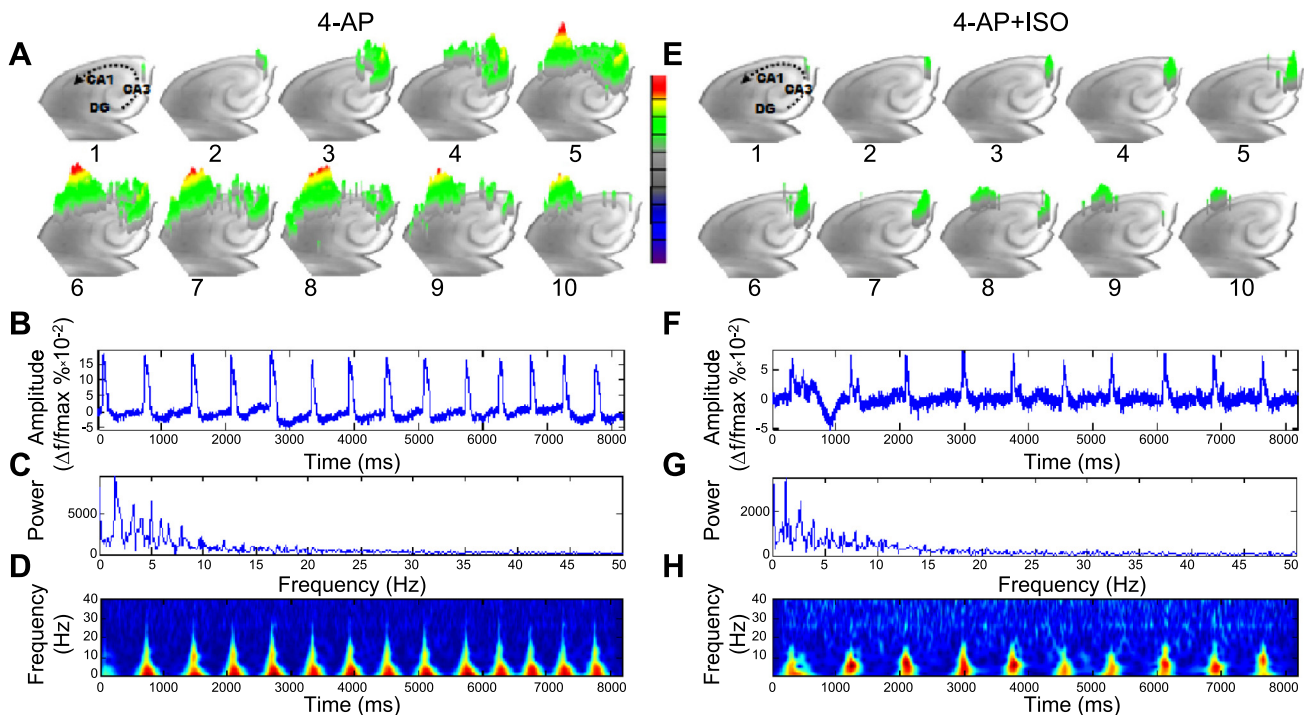 4-AP
A
CA1
CA3
DG
1 2 3 4 5
6 7 8 9 10
B
Amplitude
(Δf/fmax %×10-2)
15
10
5
0
-5
0 1000 2000 3000 4000 5000 6000 7000 8000
Time (ms)
C
Power
5000
0
0 5 10 15 20 25 30 35 40 45 50
Frequency (Hz)
D
Frequency
(Hz)
40
30
20
10
0
0 1000 2000 3000 4000 5000 6000 7000 8000
Time (ms)
4-AP+ISO
E
CA1
CA3
DG
1 2 3 4 5
6 7 8 9 10
F
Amplitude
(Δf/fmax %×10-2)
5
0
-5
0 1000 2000 3000 4000 5000 6000 7000 8000
Time (ms)
G
Power
2000
0
0 5 10 15 20 25 30 35 40 45 50
Frequency (Hz)
H
Frequency
(Hz)
40
30
20
10
0 1000 2000 3000 4000 5000 6000 7000 8000
Time (ms)